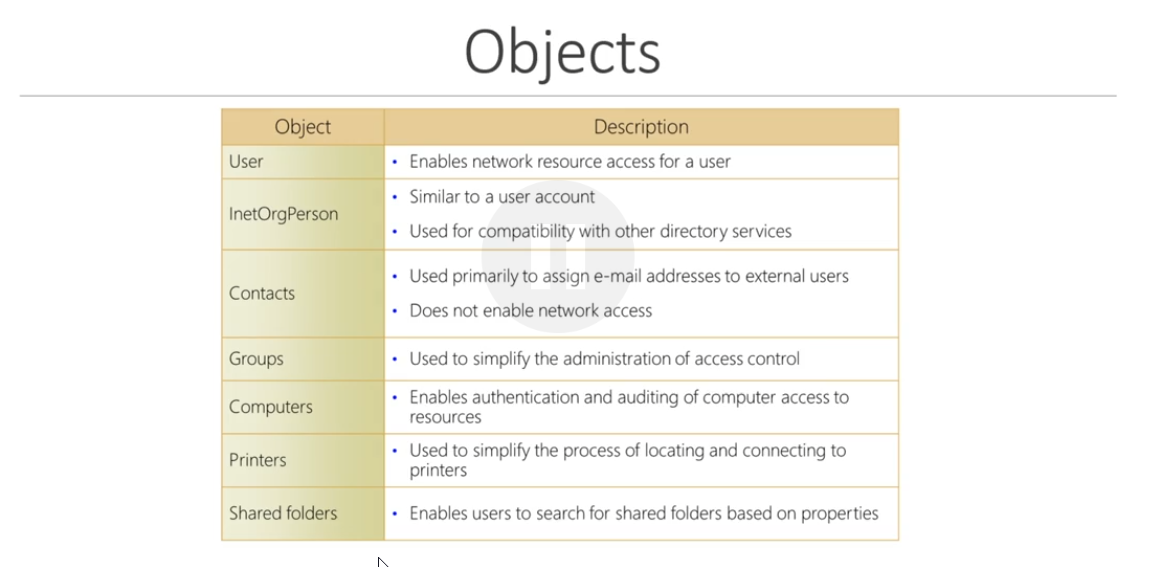 Objects
Object
Description
User
• Enables network resource access for a user
InetOrgPerson
• Similar to a user account
• Used for compatibility with other directory services
Contacts
• Used primarily to assign e-mail addresses to external users
• Does not enable network access
Groups
• Used to simplify the administration of access control
Computers
• Enables authentication and auditing of computer access to
resources
Printers
• Used to simplify the process of locating and connecting to
printers
Shared folders
• Enables users to search for shared folders based on properties